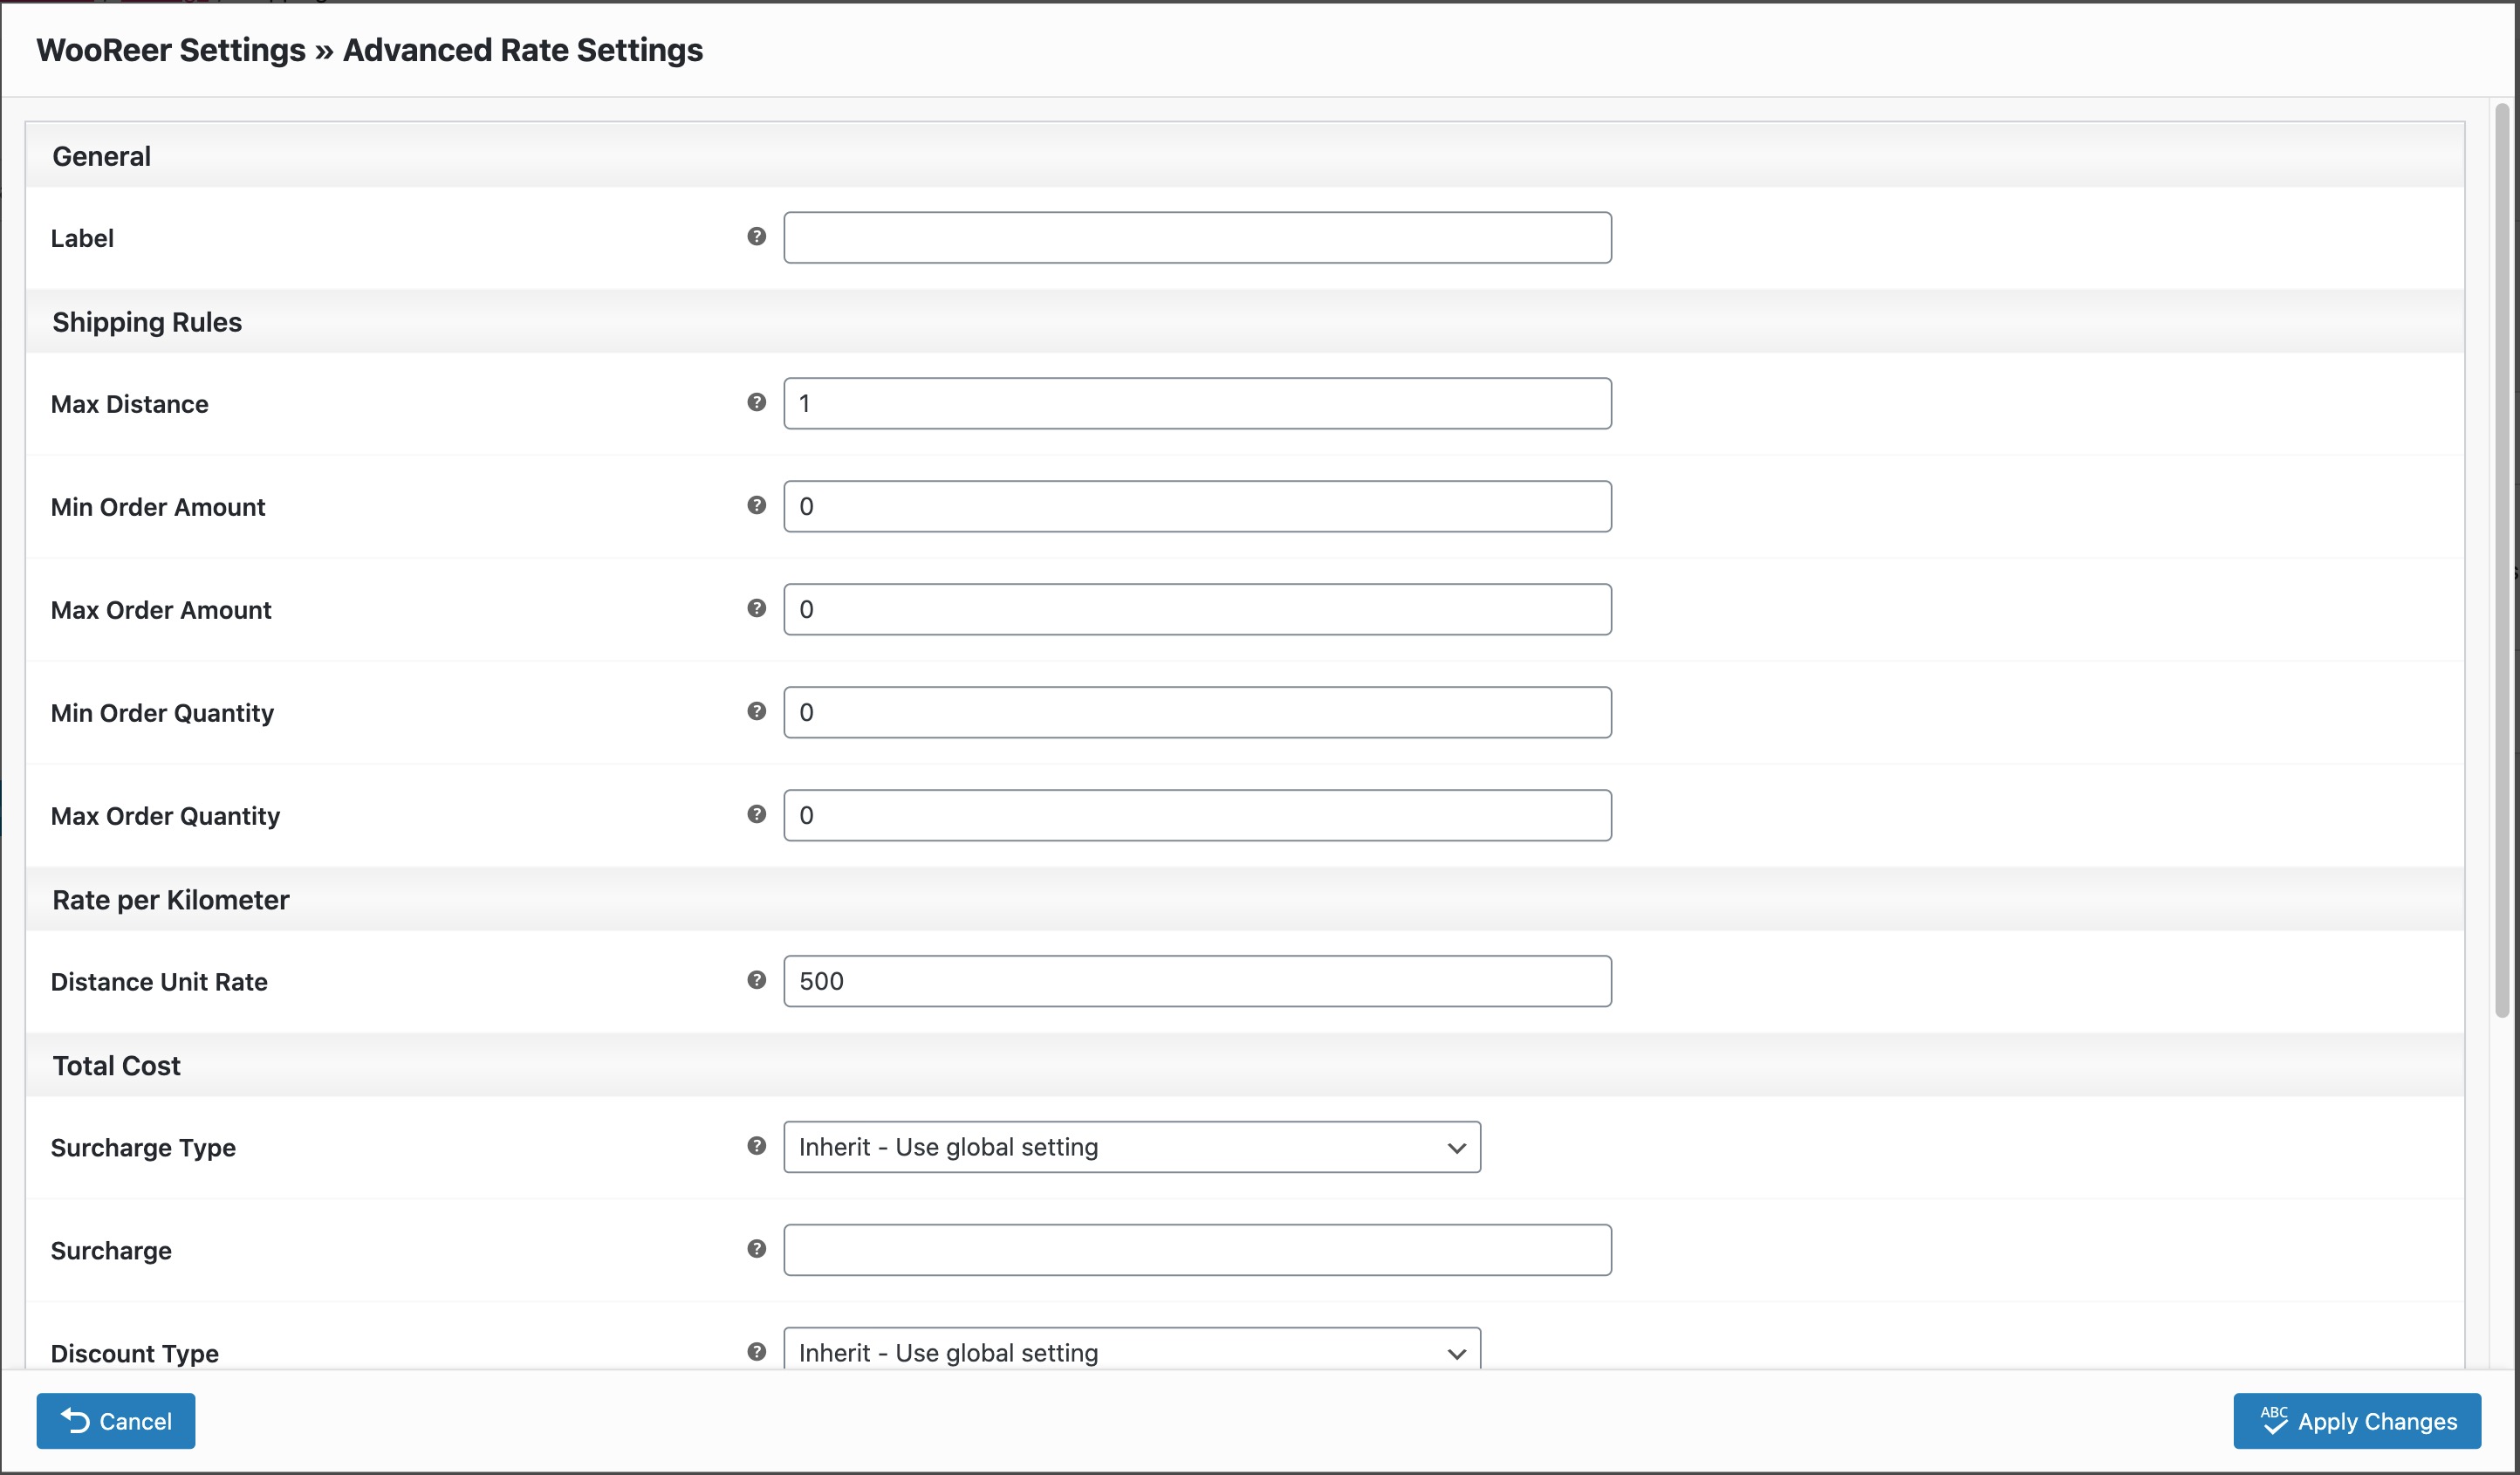 WooReer Settings » Advanced Rate Settings
General
Label
Shipping Rules
Max Distance
1
Min Order Amount
0
Max Order Amount
0
Min Order Quantity
0
Max Order Quantity
0
Rate per Kilometer
Distance Unit Rate
500
Total Cost
Surcharge Type
Inherit - Use global setting
Surcharge
Discount Type
Inherit - Use global setting
Cancel
ABC Apply Changes